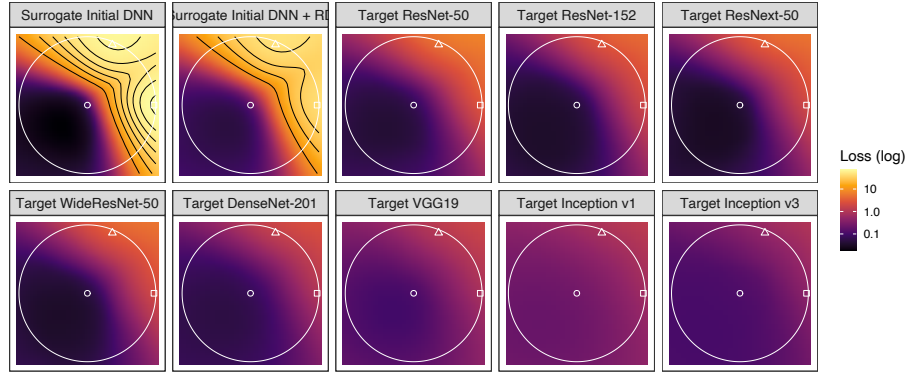 Surrogate Initial DNN
Surrogate Initial DNN + RD
Target ResNet-50
Target ResNet-152
Target ResNext-50
Target WideResNet-50
Target DenseNet-201
Target VGG19
Target Inception v1
Target Inception v3
Loss (log)
10
1.0
0.1